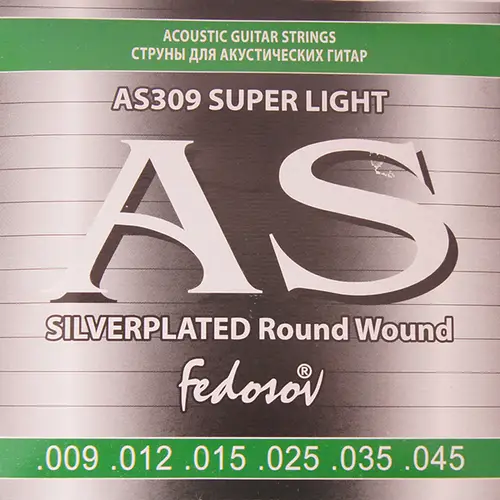 ACOUSTIC GUITAR STRINGS
СТРУНЫ ДЛЯ АКУСТИЧЕСКИХ ГИТАР
AS309 SUPER LIGHT
AS
SILVERPLATED Round Wound
fedosov®
.009 .012 .015 .025 .035 .045